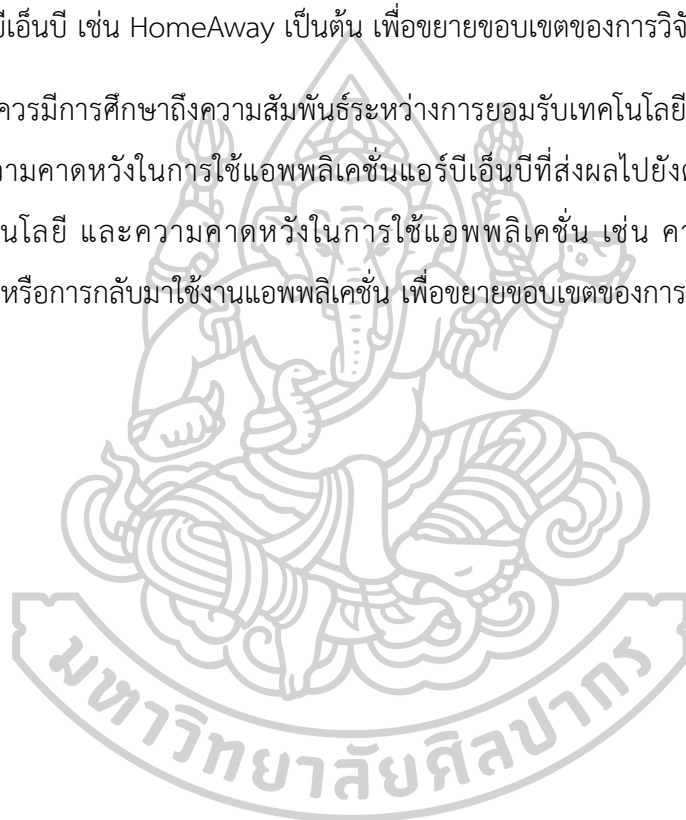 บีเอ็นบี เช่น HomeAway เป็นต้น เพื่อขยายขอบเขตของการวิจัย
ควรมีการศึกษาถึงความสัมพันธ์ระหว่างการยอมรับเทคโนโลยี
ความคาดหวังในการใช้แอพพลิเคชั่นแอร์บีเอ็นบีที่ส่งผลไปยัง
นโลยี และความคาดหวังในการใช้แอพพลิเคชั่น เช่น
หรือการกลับมาใช้งานแอพพลิเคชั่น เพื่อขยายขอบเขตของการ
มหาวิทยาลัยศิลปากร